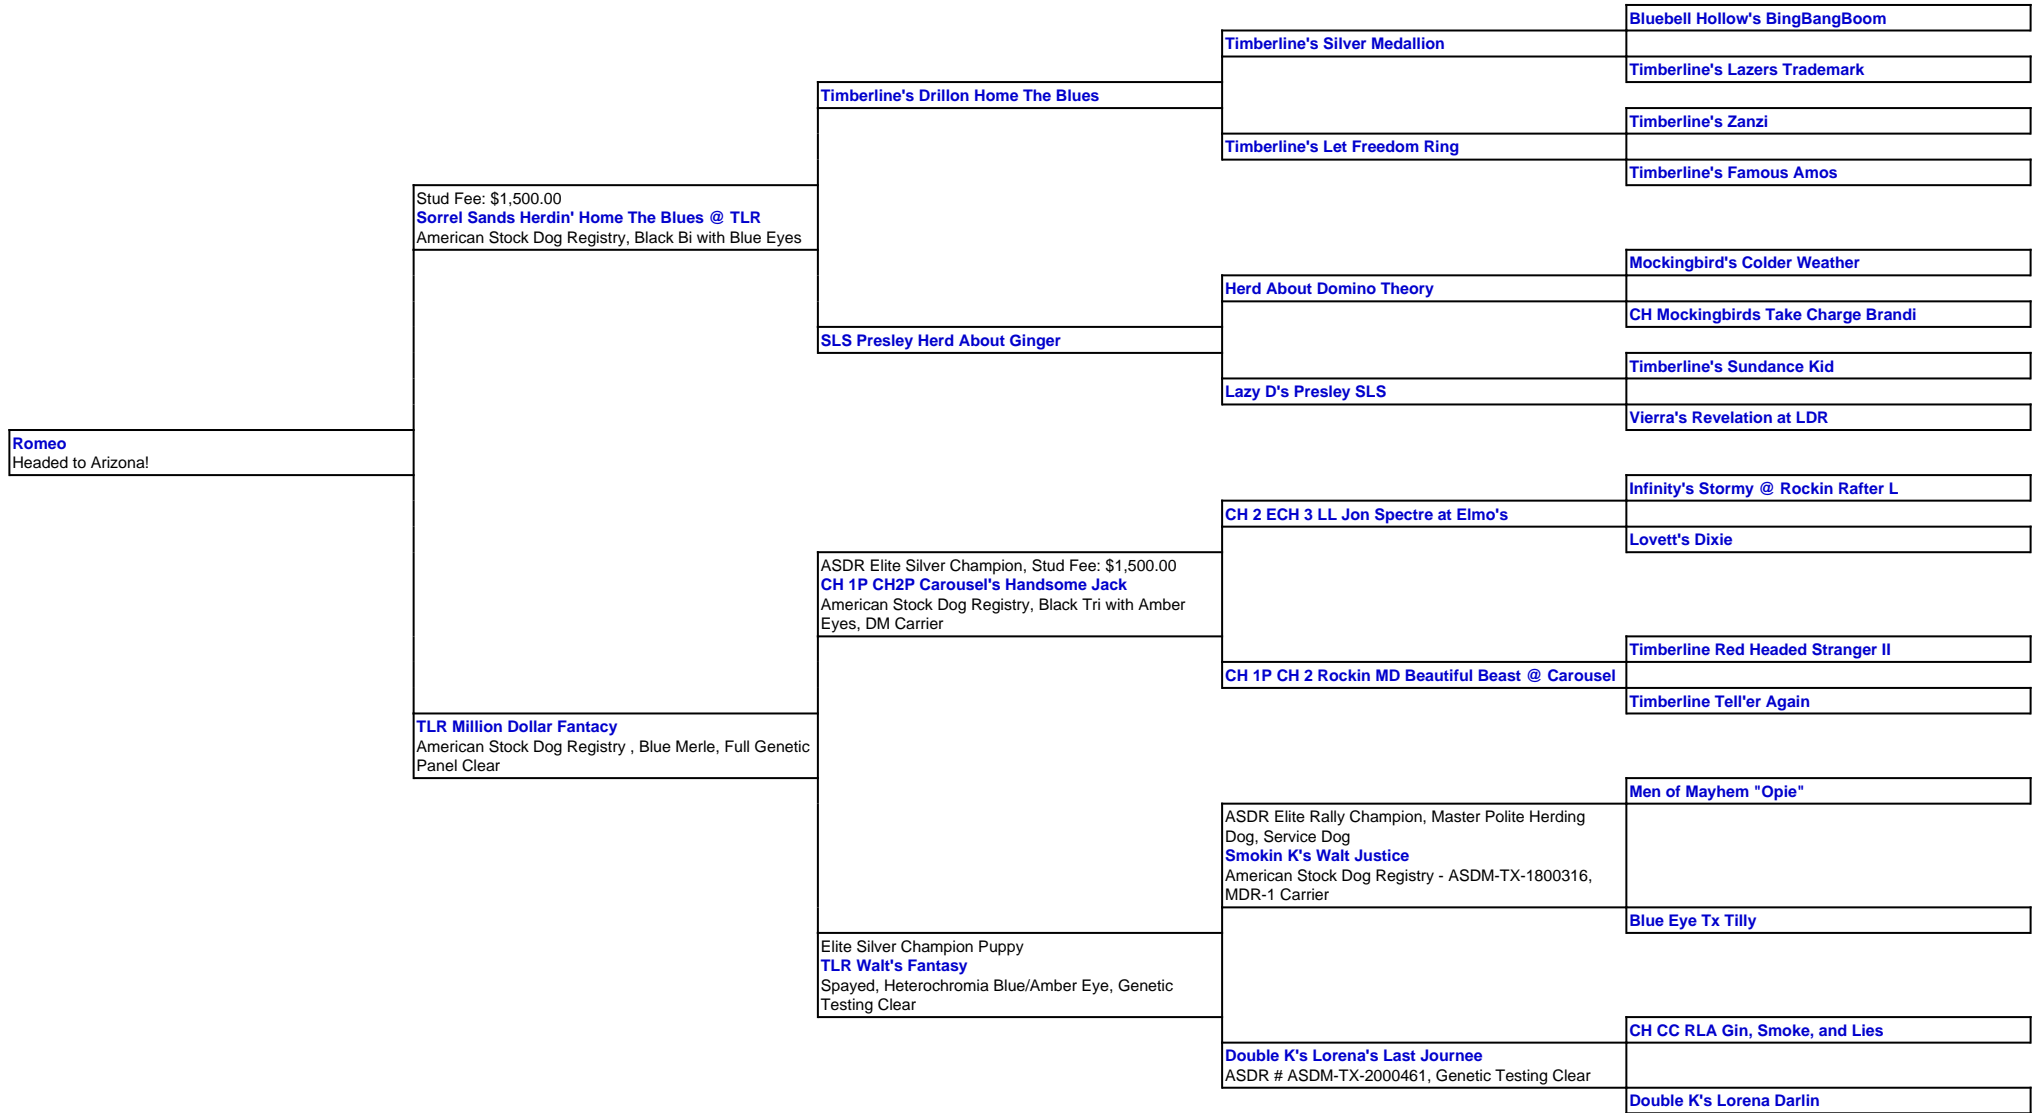 Bluebell Hollow's BingBangBoom
Timberline's Silver Medallion
Timberline's Lazers Trademark
Timberline's Drillon Home The Blues
Timberline's Zanzi
Timberline's Let Freedom Ring
Timberline's Famous Amos
Stud Fee: $1,500.00
Sorrel Sands Herdin' Home The Blues @ TLR
American Stock Dog Registry, Black Bi with Blue Eyes
Mockingbird's Colder Weather
Herd About Domino Theory
CH Mockingbirds Take Charge Brandi
SLS Presley Herd About Ginger
Timberline's Sundance Kid
Lazy D's Presley SLS
Vierra's Revelation at LDR
Romeo
Headed to Arizona!
Infinity's Stormy @ Rockin Rafter L
CH 2 ECH 3 LL Jon Spectre at Elmo's
Lovett's Dixie
ASDR Elite Silver Champion, Stud Fee: $1,500.00
CH 1P CH2P Carousel's Handsome Jack
American Stock Dog Registry, Black Tri with Amber
Eyes, DM Carrier
Timberline Red Headed Stranger II
CH 1P CH 2 Rockin MD Beautiful Beast @ Carousel
Timberline Tell'er Again
TLR Million Dollar Fantacy
American Stock Dog Registry , Blue Merle, Full Genetic
Panel Clear
Men of Mayhem "Opie"
ASDR Elite Rally Champion, Master Polite Herding
Dog, Service Dog
Smokin K's Walt Justice
American Stock Dog Registry - ASDM-TX-1800316,
MDR-1 Carrier
Blue Eye Tx Tilly
Elite Silver Champion Puppy
TLR Walt's Fantasy
Spayed, Heterochromia Blue/Amber Eye, Genetic
Testing Clear
CH CC RLA Gin, Smoke, and Lies
Double K's Lorena's Last Journee
ASDR # ASDM-TX-2000461, Genetic Testing Clear
Double K's Lorena Darlin